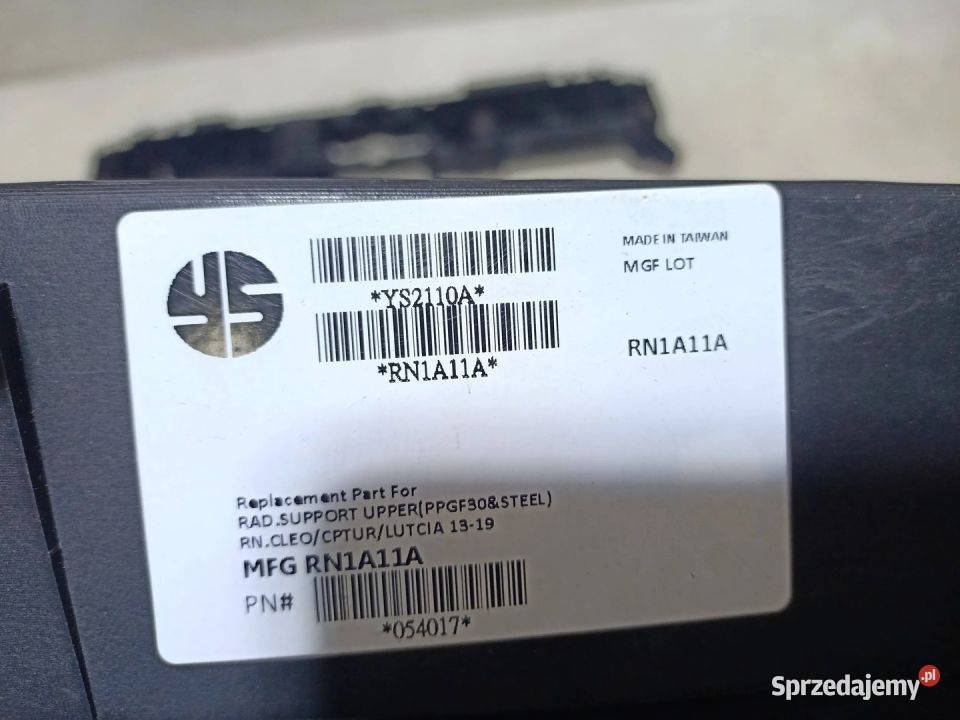 YS
*YS2110A*
*RN1A11A*
MADE IN TAIWAN
MGF LOT
RN1A11A
Replacement Part For
RAD.SUPPORT UPPER(PPGF30&STEEL)
RN.CLEO/CPTUR/LUTCIA 13-19
MFG RN1A11A
PN#
*054017*
Sprzedajemy.pl